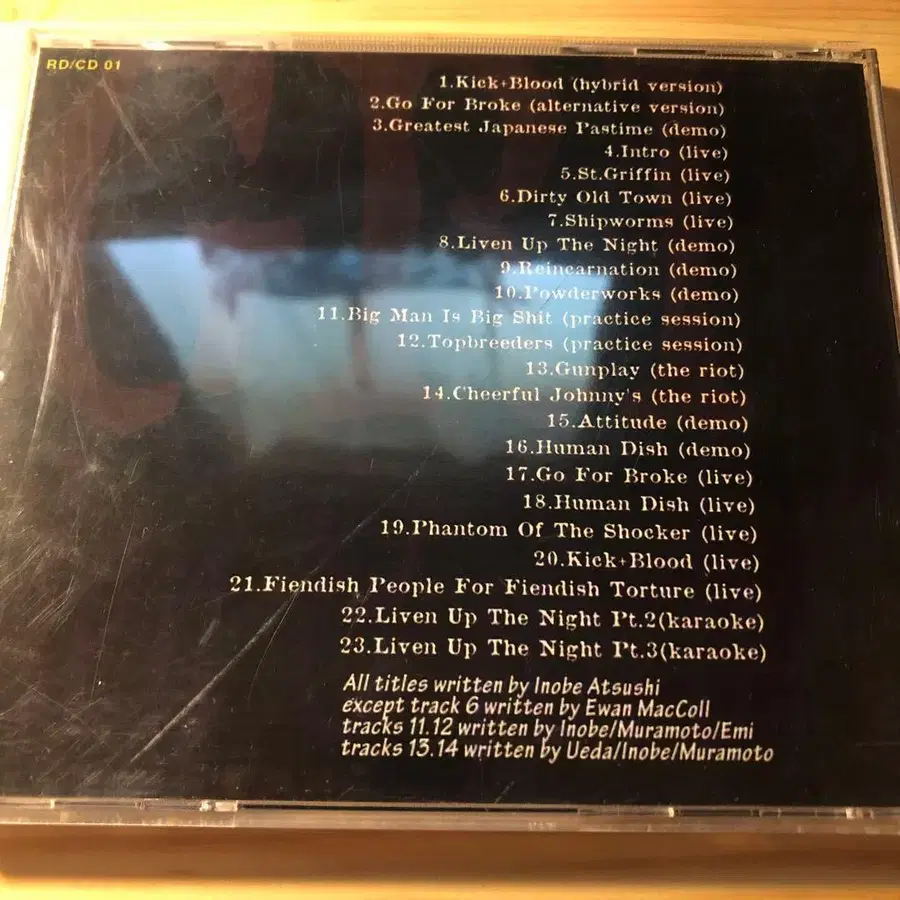 RD/CD 01
1.Kick+Blood (hybrid version)
2.Go For Broke (alternative version)
3.Greatest Japanese Pastime (demo)
4.Intro (live)
5.St.Griffin (live)
6.Dirty Old Town (live)
7.Shipworms (live)
8.Liven Up The Night (demo)
9.Reincarnation (demo)
10.Powderworks (demo)
11.Big Man Is Big Shit (practice session)
12.Topbreeders (practice session)
13.Gunplay (the riot)
14.Cheerful Johnny's (the riot)
15.Attitude (demo)
16.Human Dish (demo)
17.Go For Broke (live)
18.Human Dish (live)
19.Phantom Of The Shocker (live)
20.Kick+Blood (live)
21.Fiendish People For Fiendish Torture (live)
22.Liven Up The Night Pt.2(karaoke)
23.Liven Up The Night Pt.3(karaoke)
All titles written by Inobe Atsushi
except track 6 written by Ewan MacColl
tracks 11.12 written by Inobe/Muramoto/Emi
tracks 13.14 written by Ueda/Inobe/Muramoto